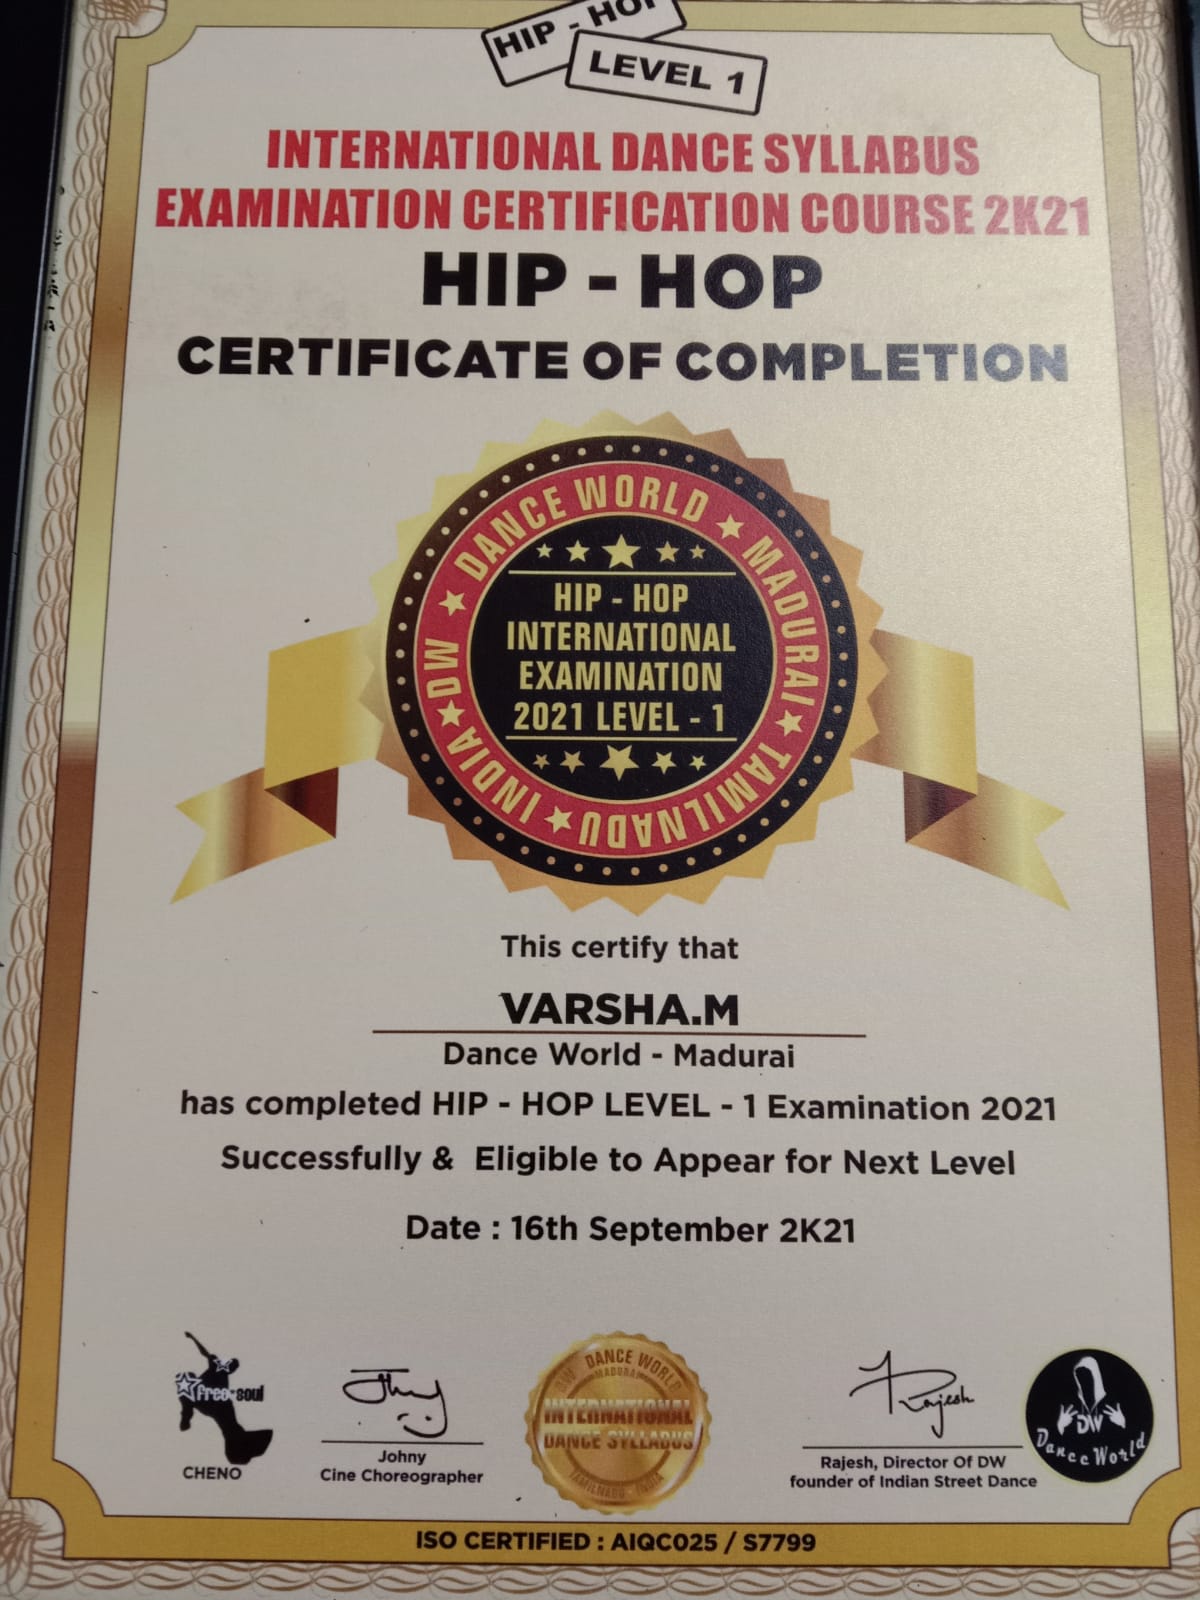 HIP - HOP
LEVEL 1
INTERNATIONAL DANCE SYLLABUS
EXAMINATION CERTIFICATION COURSE 2K21
HIP - HOP
CERTIFICATE OF COMPLETION
DANCE WORLD ★ MADURAI ★ TAMILNADU ★ INDIA ★ DW ★
HIP - HOP
INTERNATIONAL
EXAMINATION
2021 LEVEL - 1
This certify that
VARSHA.M
Dance World - Madurai
has completed HIP - HOP LEVEL - 1 Examination 2021
Successfully & Eligible to Appear for Next Level
Date : 16th September 2K21
free soul
CHENO
Johny
Cine Choreographer
DW DANCE WORLD
MADURAI
INTERNATIONAL
DANCE SYLLABUS
TAMILNADU - INDIA
Rajesh
Rajesh, Director Of DW
founder of Indian Street Dance
DW
Dance World
ISO CERTIFIED : AIQC025 / S7799